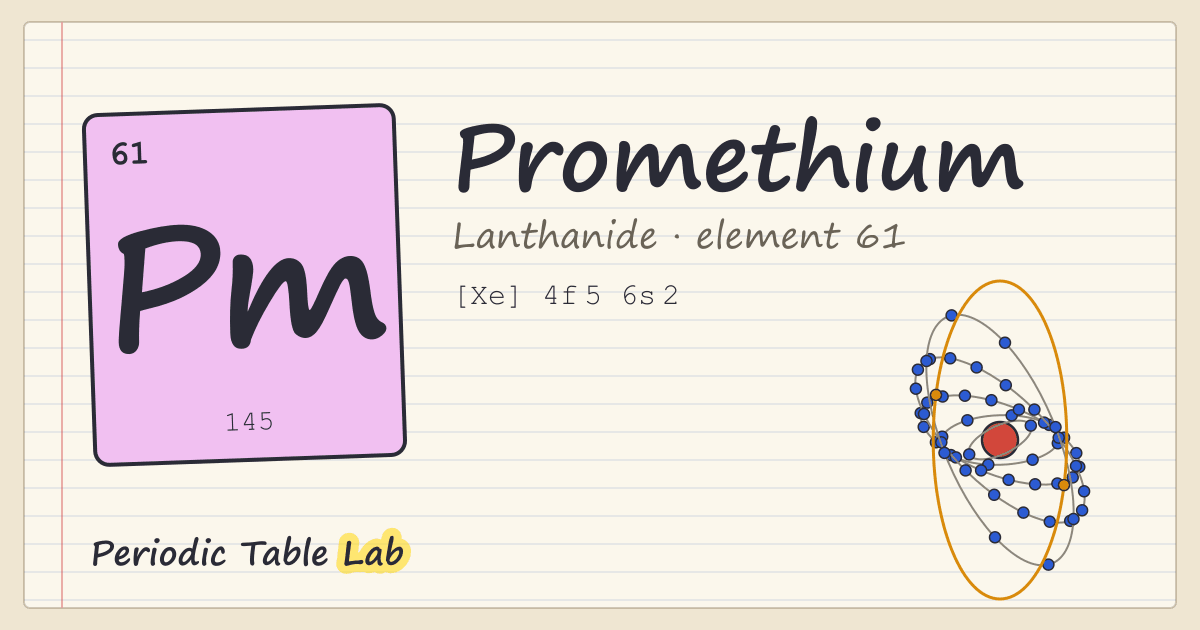 61
Pm
145
Promethium
Lanthanide · element 61
[Xe] 4f5 6s2
Periodic Table Lab